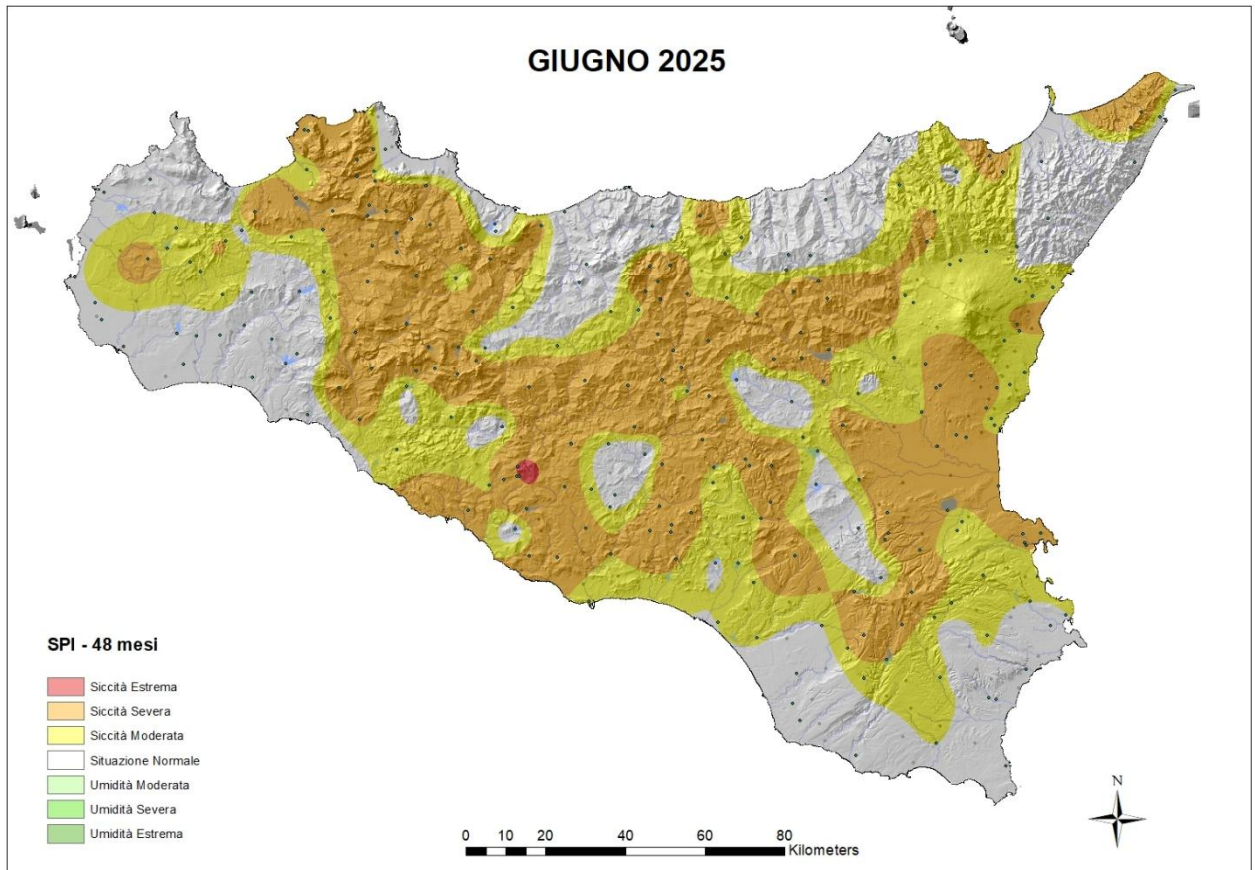 GIUGNO 2025
SPI - 48 mesi
Siccità Estrema
Siccità Severa
Siccità Moderata
Situazione Normale
Umidità Moderata
Umidità Severa
Umidità Estrema
N
0 10 20 40 60 80
Kilometers